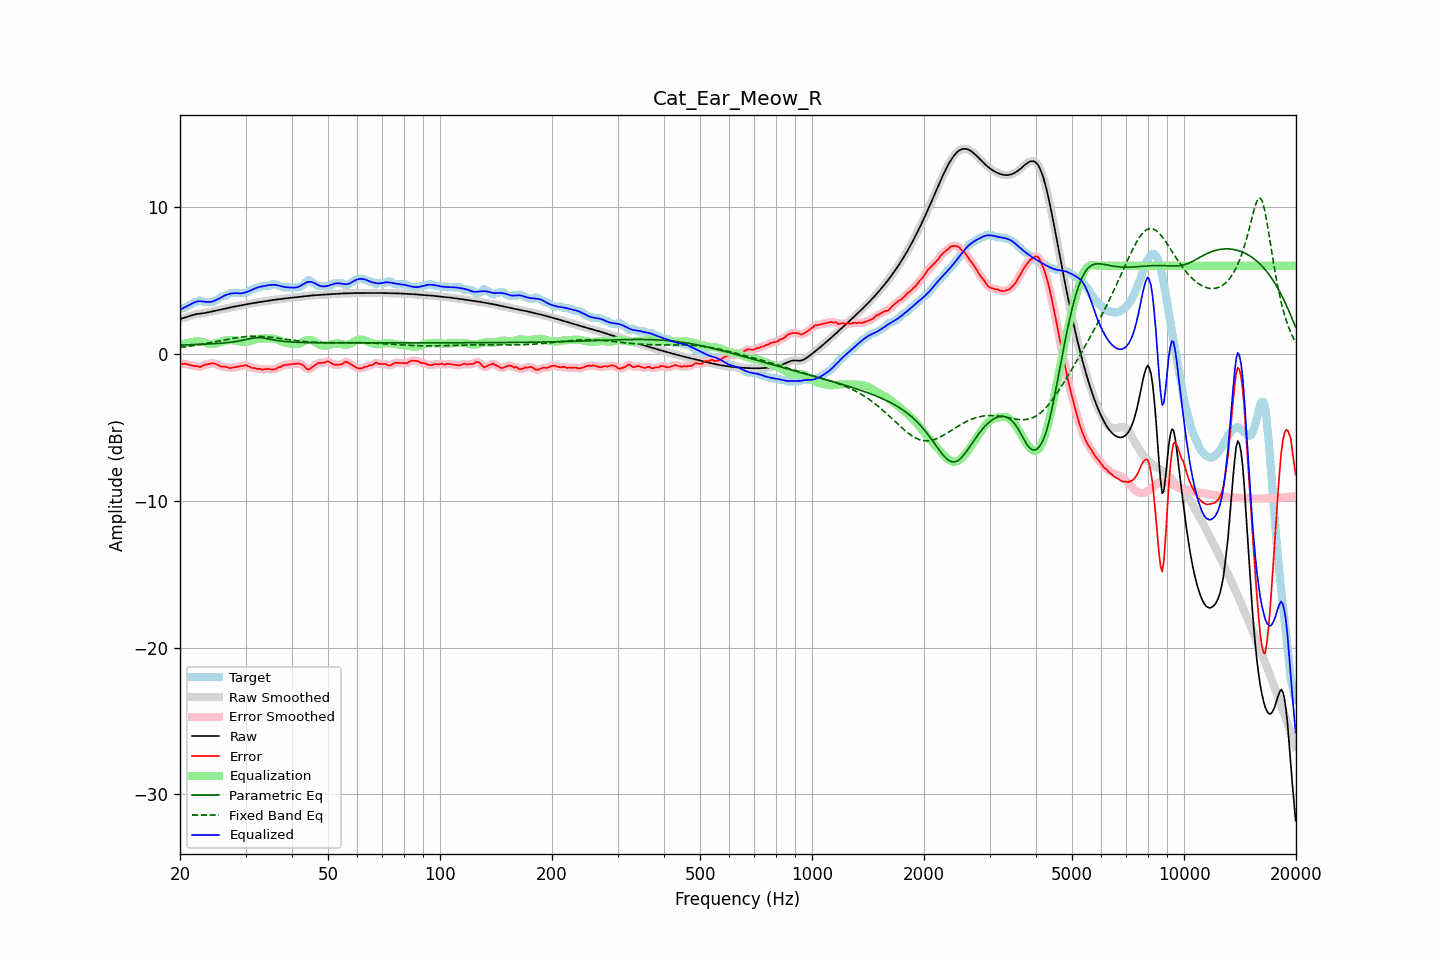 Cat_Ear_Meow_R
Amplitude (dBr)
10
0
−10
−20
−30
Target
Raw Smoothed
Error Smoothed
Raw
Error
Equalization
Parametric Eq
Fixed Band Eq
Equalized
20 50 100 200 500 1000 2000 5000 10000 20000
Frequency (Hz)